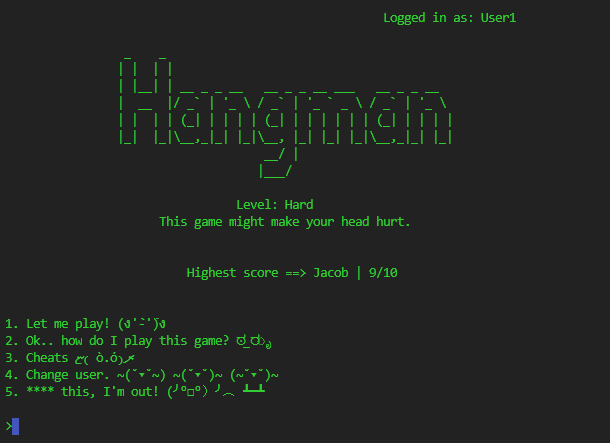 Logged in as: User1
Hangman
Level: Hard
This game might make your head hurt.
Highest score ==> Jacob | 9/10
1. Let me play! (ง'̀-'́)ง
2. Ok.. how do I play this game? ಠ_ಠ
3. Cheats ლ( ò.ó)
4. Change user. ~(˘▾˘~) ~(˘▾˘)~ (~˘▾˘)~
5. **** this, I'm out! (╯°□°）╯︵ ┻━┻
>